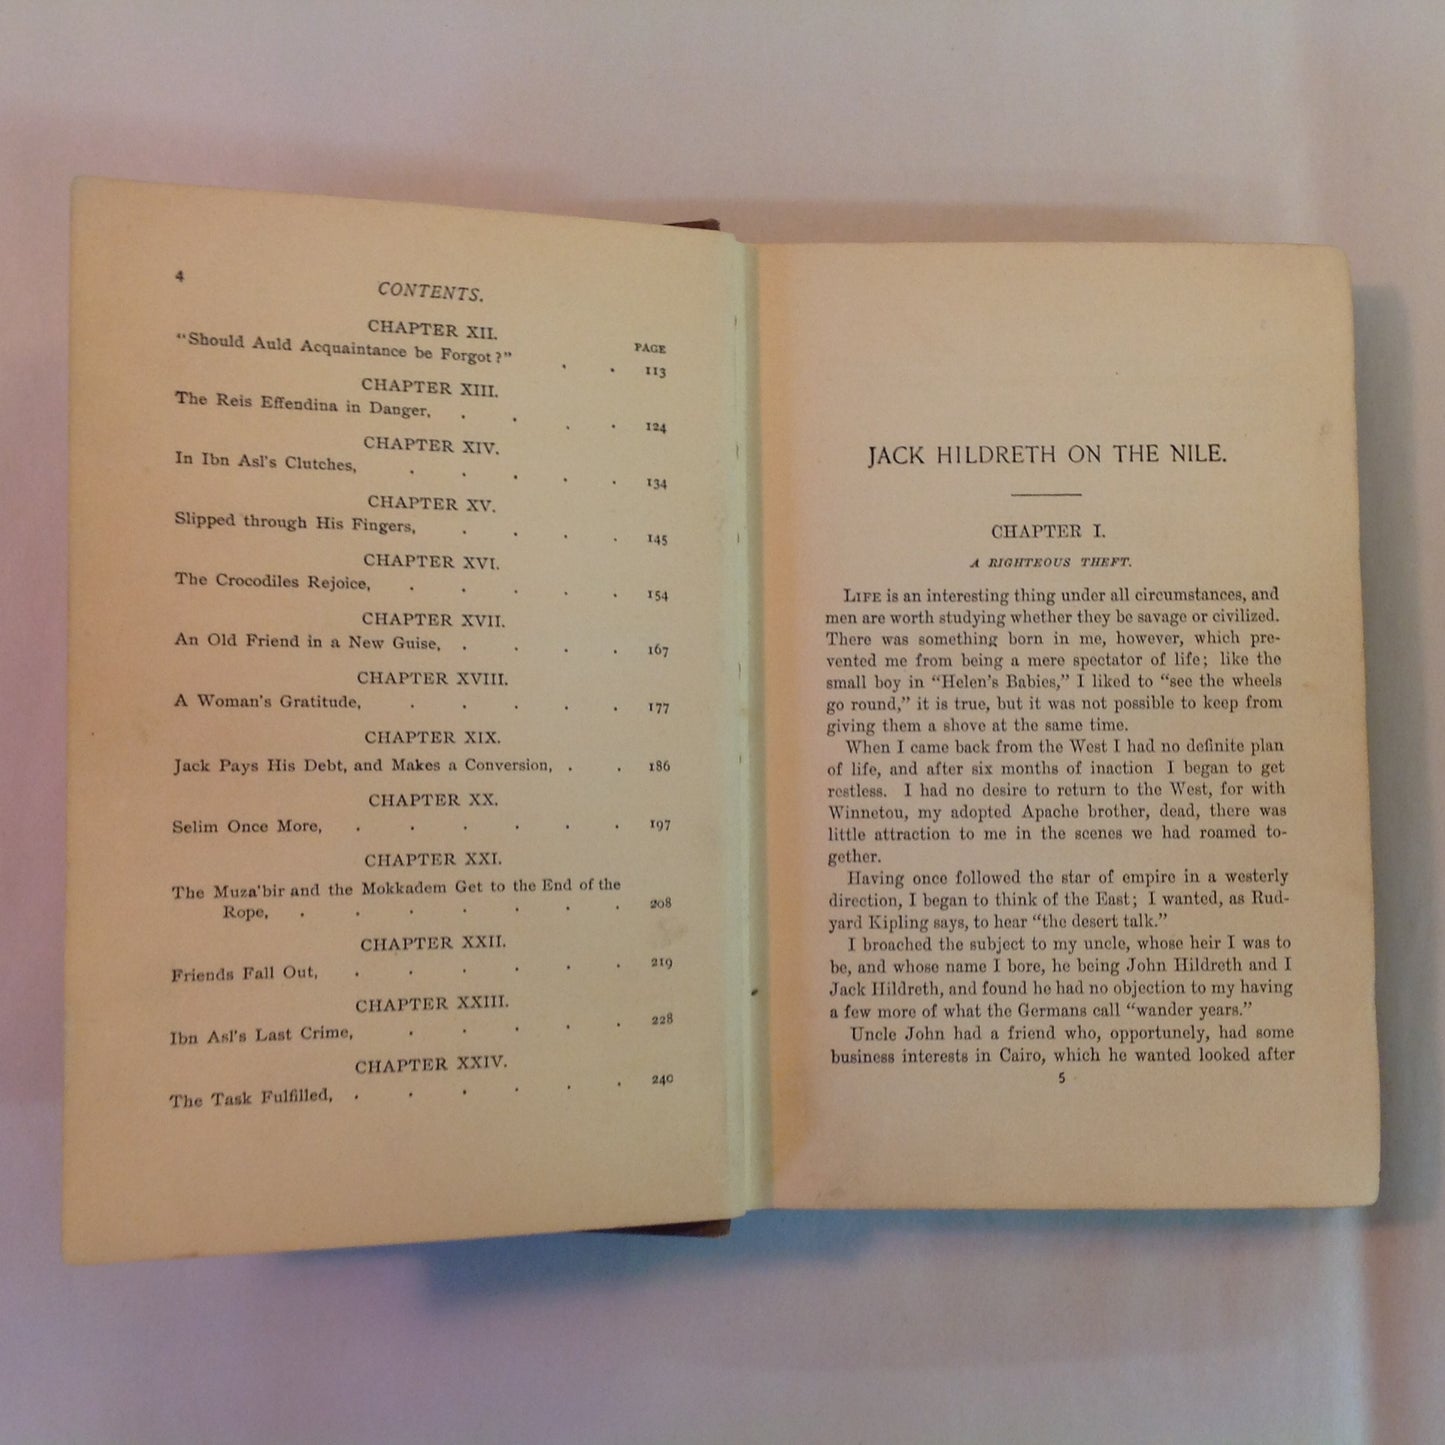 4
CONTENTS.
CHAPTER XII.
PAGE
"Should Auld Acquaintance be Forgot?" . . 113
CHAPTER XIII.
The Reis Effendina in Danger, . . . . 124
CHAPTER XIV.
In Ibn Asl's Clutches, . . . . . 134
CHAPTER XV.
Slipped through His Fingers, . . . . 145
CHAPTER XVI.
The Crocodiles Rejoice, . . . . . 154
CHAPTER XVII.
An Old Friend in a New Guise, . . . . 167
CHAPTER XVIII.
A Woman's Gratitude, . . . . . 177
CHAPTER XIX.
Jack Pays His Debt, and Makes a Conversion, . . 186
CHAPTER XX.
Selim Once More, . . . . . . 197
CHAPTER XXI.
The Muza'bir and the Mokkadem Get to the End of the
Rope, . . . . . . . 208
CHAPTER XXII.
Friends Fall Out, . . . . . . 219
CHAPTER XXIII.
Ibn Asl's Last Crime, . . . . . 228
CHAPTER XXIV.
The Task Fulfilled, . . . . . . 240
JACK HILDRETH ON THE NILE.
CHAPTER I.
A RIGHTEOUS THEFT.
LIFE is an interesting thing under all circumstances, and
men are worth studying whether they be savage or civilized.
There was something born in me, however, which pre-
vented me from being a mere spectator of life; like the
small boy in "Helen's Babies," I liked to "see the wheels
go round," it is true, but it was not possible to keep from
giving them a shove at the same time.
When I came back from the West I had no definite plan
of life, and after six months of inaction I began to get
restless. I had no desire to return to the West, for with
Winnetou, my adopted Apache brother, dead, there was
little attraction to me in the scenes we had roamed to-
gether.
Having once followed the star of empire in a westerly
direction, I began to think of the East; I wanted, as Rud-
yard Kipling says, to hear "the desert talk."
I broached the subject to my uncle, whose heir I was to
be, and whose name I bore, he being John Hildreth and I
Jack Hildreth, and found he had no objection to my having
a few more of what the Germans call "wander years."
Uncle John had a friend who, opportunely, had some
business interests in Cairo, which he wanted looked after
5